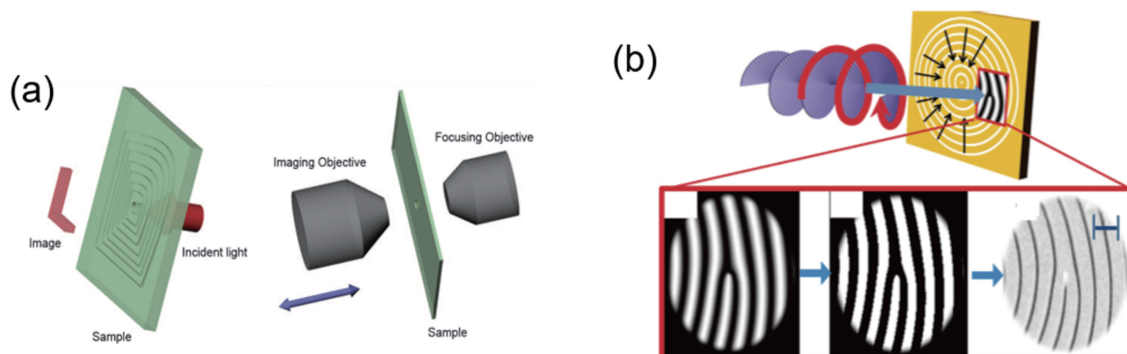 (a)
Image
Incident light
Sample
Imaging Objective
Focusing Objective
Sample
(b)